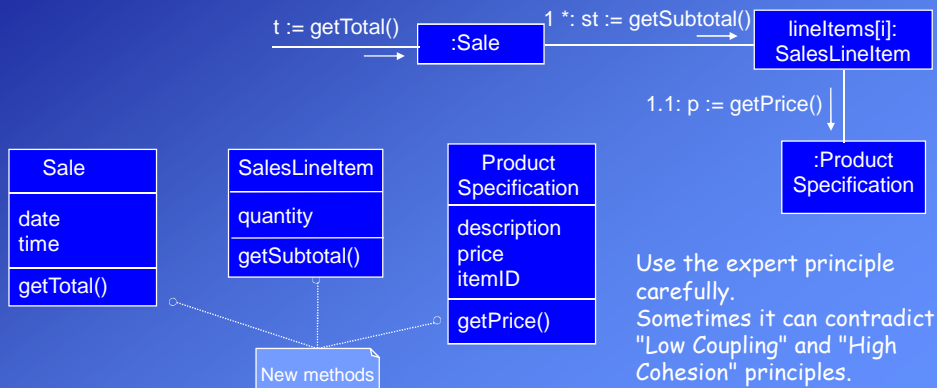 t := getTotal()
:Sale
1 *: st := getSubtotal()
lineItems[i]:
SalesLineItem
1.1: p := getPrice()
:Product
Specification
Sale
date
time
getTotal()
SalesLineItem
quantity
getSubtotal()
Product
Specification
description
price
itemID
getPrice()
New methods
Use the expert principle
carefully.
Sometimes it can contradict
"Low Coupling" and "High
Cohesion" principles.